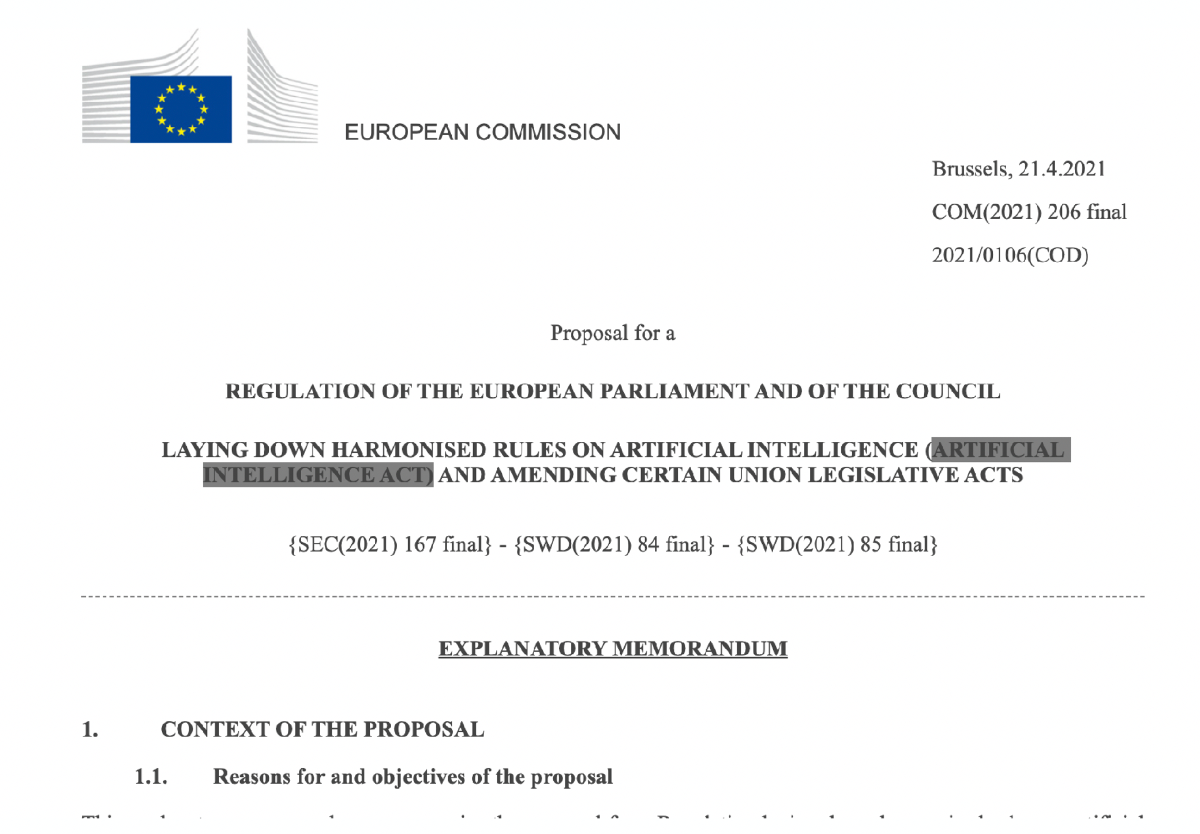 EUROPEAN COMMISSION
Brussels, 21.4.2021
COM(2021) 206 final
2021/0106(COD)
Proposal for a
REGULATION OF THE EUROPEAN PARLIAMENT AND OF THE COUNCIL
LAYING DOWN HARMONISED RULES ON ARTIFICIAL INTELLIGENCE (ARTIFICIAL
INTELLIGENCE ACT) AND AMENDING CERTAIN UNION LEGISLATIVE ACTS
{SEC(2021) 167 final} - {SWD(2021) 84 final} - {SWD(2021) 85 final}
EXPLANATORY MEMORANDUM
1. CONTEXT OF THE PROPOSAL
1.1. Reasons for and objectives of the proposal